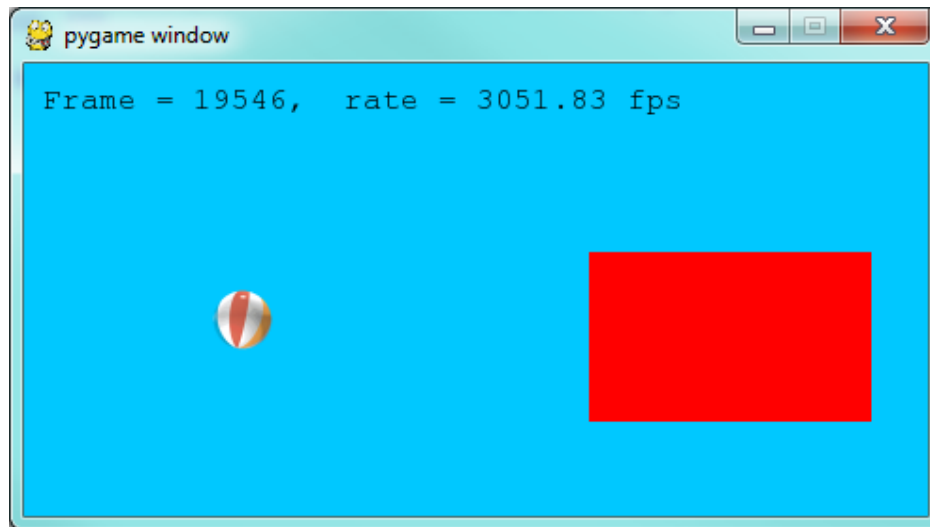 pygame window
Frame = 19546,  rate = 3051.83 fps